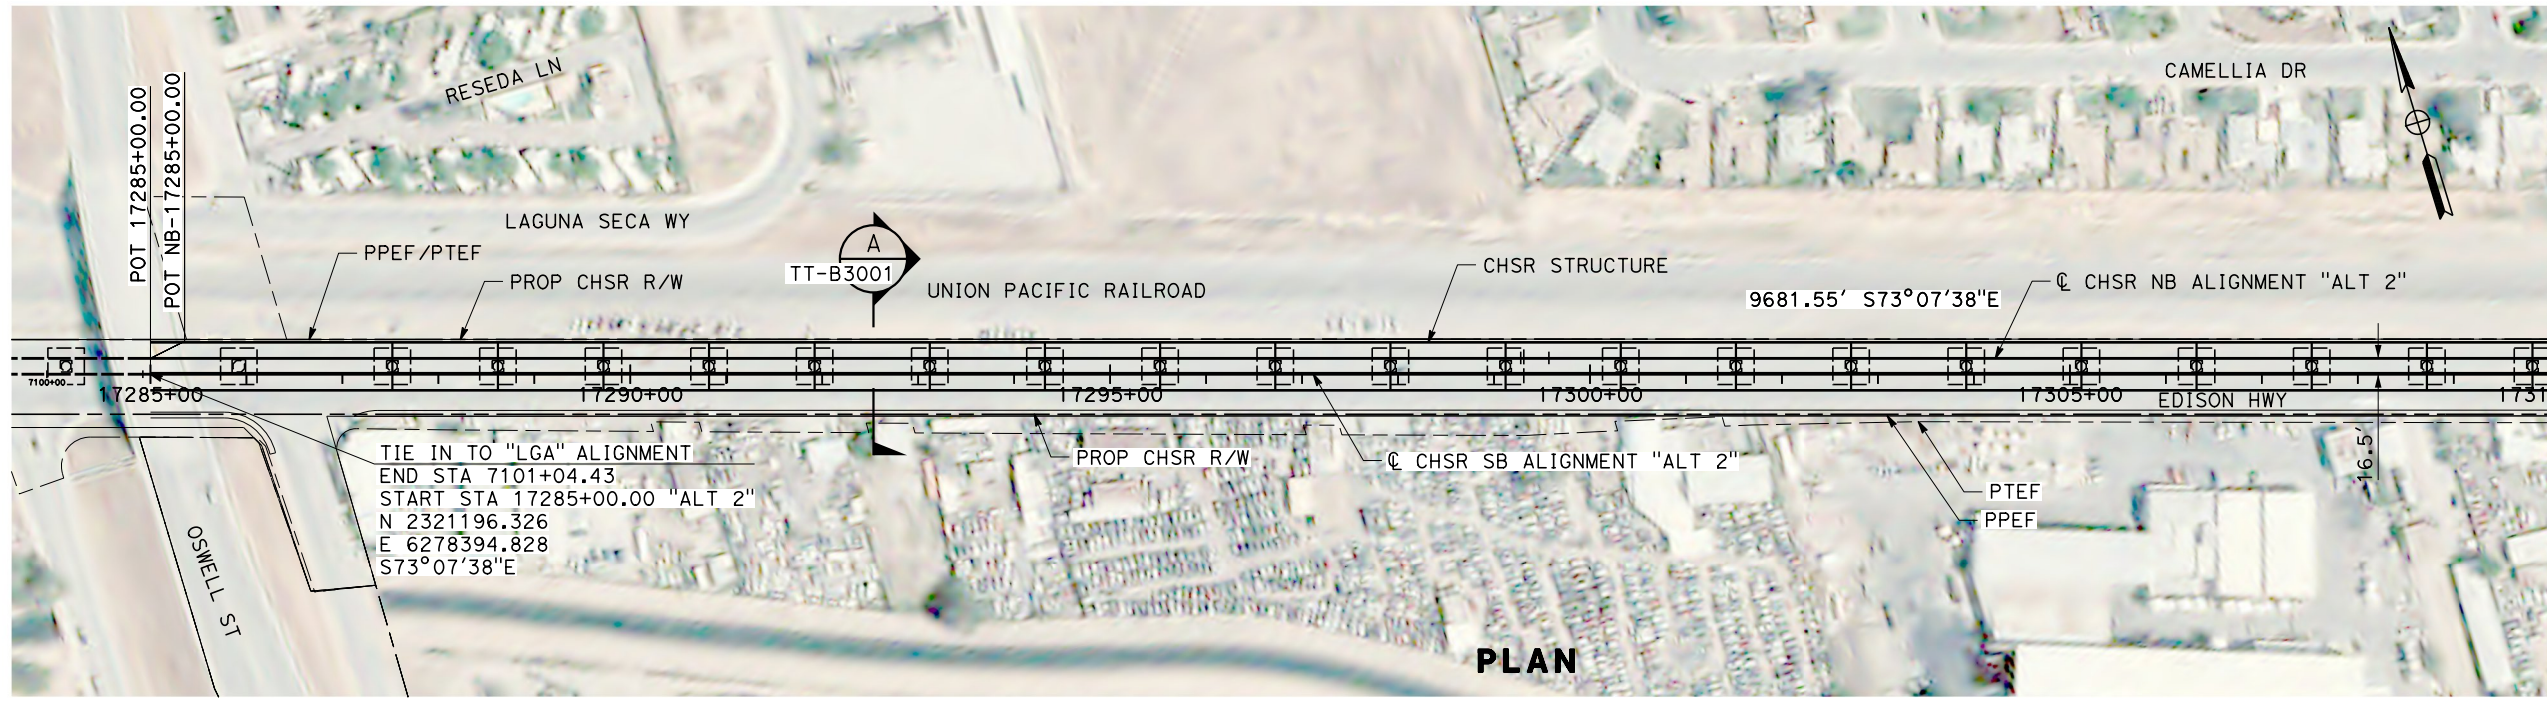 RESEDA LN
CAMELLIA DR
POT 17285+00.00
POT NB-17285+00.00
LAGUNA SECA WY
PPEF/PTEF
PROP CHSR R/W
A
TT-B3001
UNION PACIFIC RAILROAD
CHSR STRUCTURE
9681.55' S73°07'38"E
℄ CHSR NB ALIGNMENT "ALT 2"
7100+00
17285+00
17290+00
17295+00
17300+00
17305+00
1731
EDISON HWY
16.5'
TIE IN TO "LGA" ALIGNMENT
END STA 7101+04.43
START STA 17285+00.00 "ALT 2"
N 2321196.326
E 6278394.828
S73°07'38"E
PROP CHSR R/W
℄ CHSR SB ALIGNMENT "ALT 2"
PTEF
PPEF
OSWELL ST
PLAN